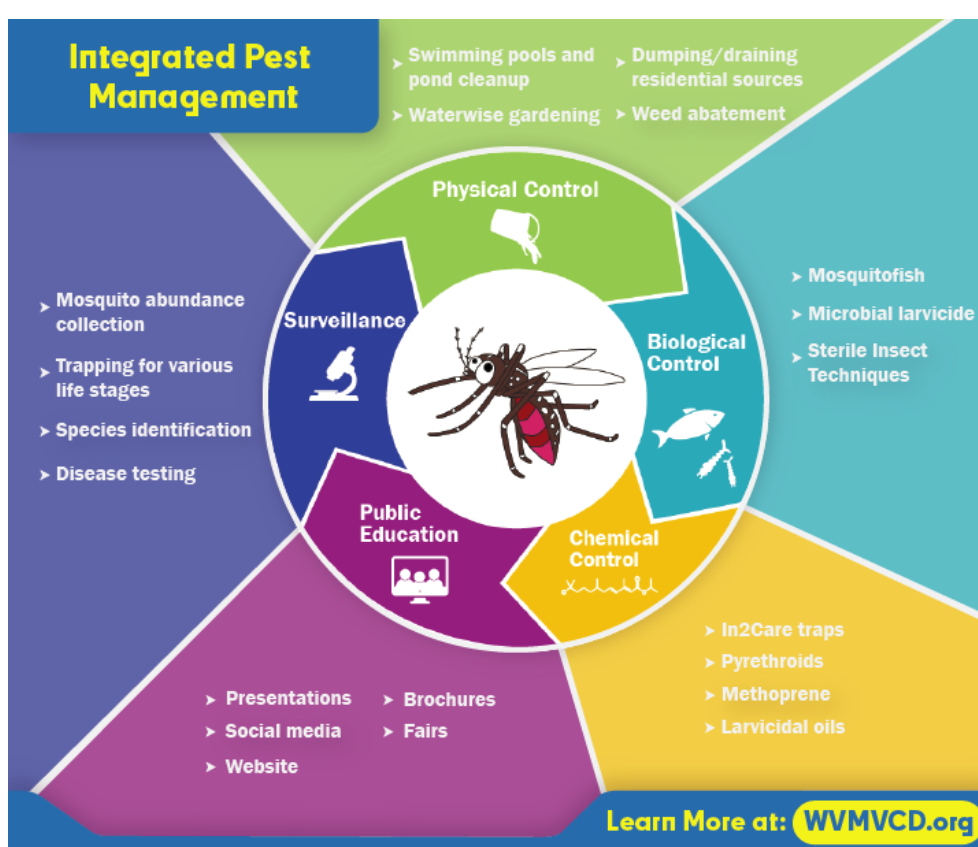 Integrated Pest
Management
➤ Swimming pools and
pond cleanup
➤ Waterwise gardening
➤ Dumping/draining
residential sources
➤ Weed abatement
Physical Control
Surveillance
➤ Mosquito abundance
collection
➤ Trapping for various
life stages
➤ Species identification
➤ Disease testing
Biological
Control
➤ Mosquitofish
➤ Microbial larvicide
➤ Sterile Insect
Techniques
Public
Education
➤ Presentations
➤ Social media
➤ Website
➤ Brochures
➤ Fairs
Chemical
Control
➤ In2Care traps
➤ Pyrethroids
➤ Methoprene
➤ Larvicidal oils
Learn More at: WVMVCD.org